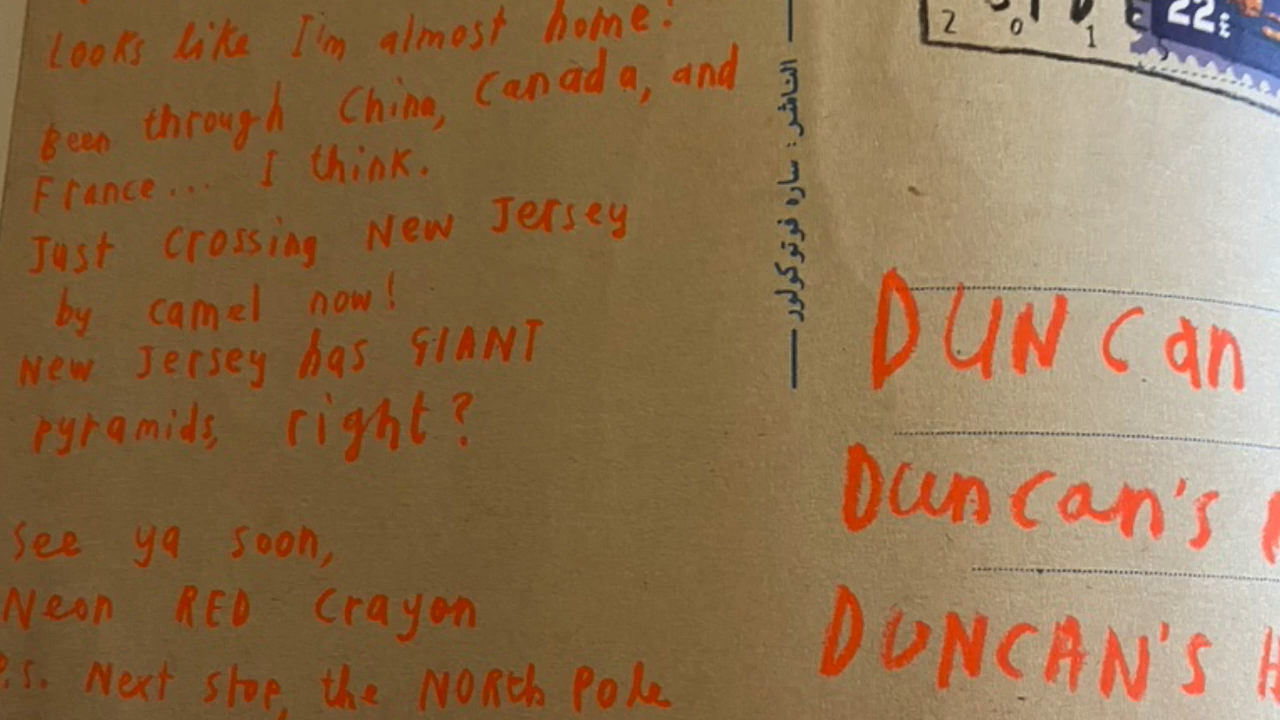 Looks like I'm almost home!
Been through China, Canada, and
France... I think.
Just crossing New Jersey
by camel now!
New Jersey has GIANT
pyramids, right?
See ya soon,
Neon RED Crayon
P.S. Next stop, the NORth Pole
الناشر : ساره فوتوكولور
2 0 1
22
DUNCan
Duncan's
DUNCAN'S